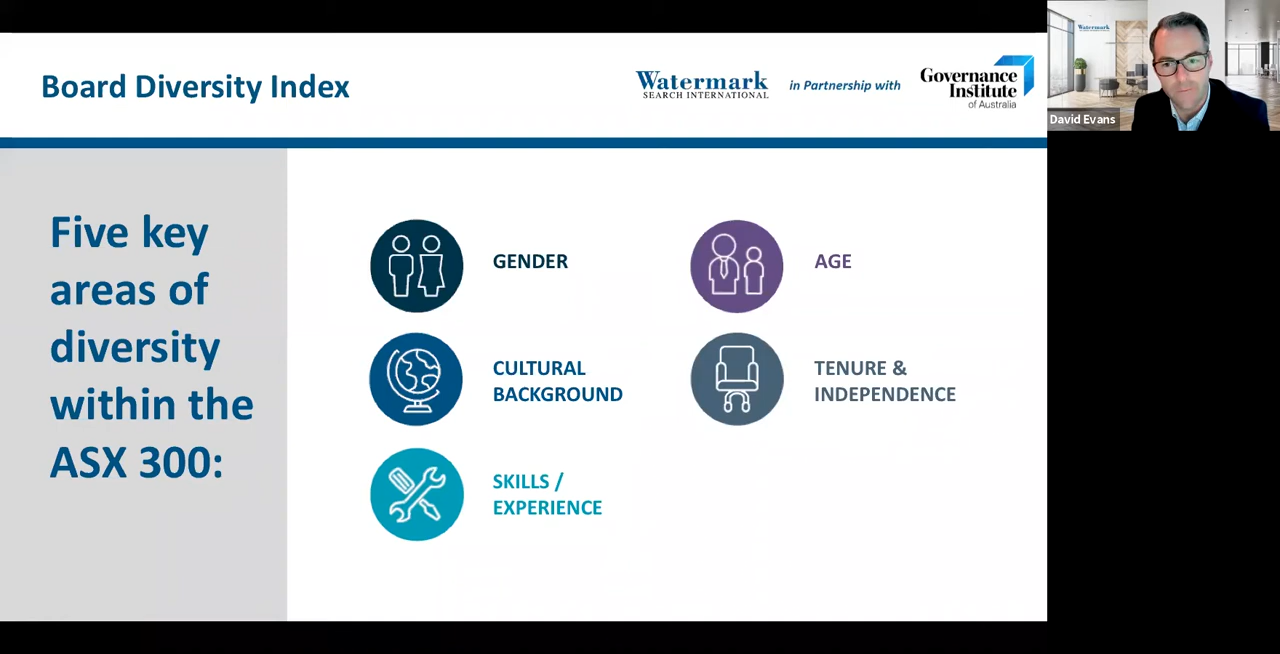 Board Diversity Index
Watermark
SEARCH INTERNATIONAL
in Partnership with
Governance
Institute
of Australia
Watermark
David Evans
Five key
areas of
diversity
within the
ASX 300:
GENDER
AGE
CULTURAL
BACKGROUND
TENURE &
INDEPENDENCE
SKILLS /
EXPERIENCE